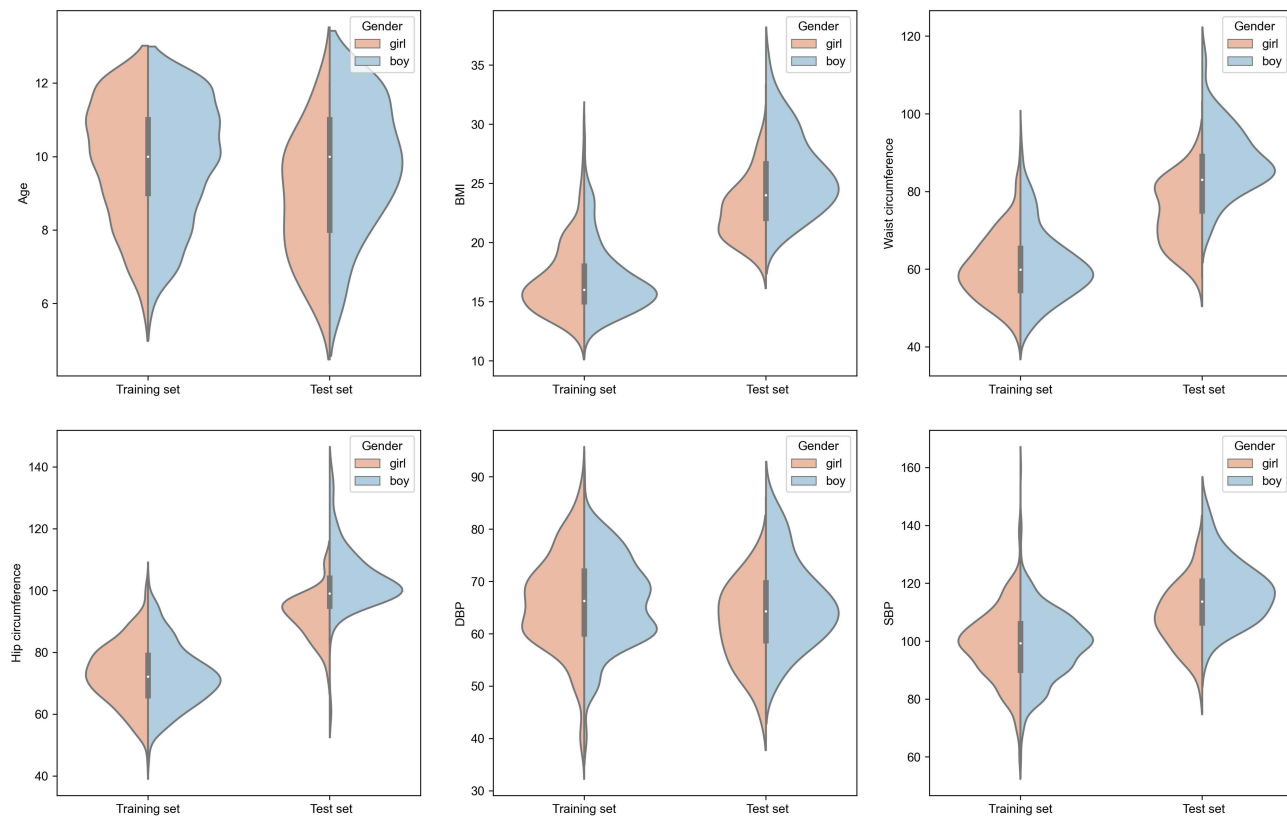 Gender
girl
boy
12
10
8
6
Age
Training set
Test set
Gender
girl
boy
35
30
25
20
15
10
BMI
Training set
Test set
Gender
girl
boy
120
100
80
60
40
Waist circumference
Training set
Test set
Gender
girl
boy
140
120
100
80
60
40
Hip circumference
Training set
Test set
Gender
girl
boy
90
80
70
60
50
40
30
DBP
Training set
Test set
Gender
girl
boy
160
140
120
100
80
60
SBP
Training set
Test set